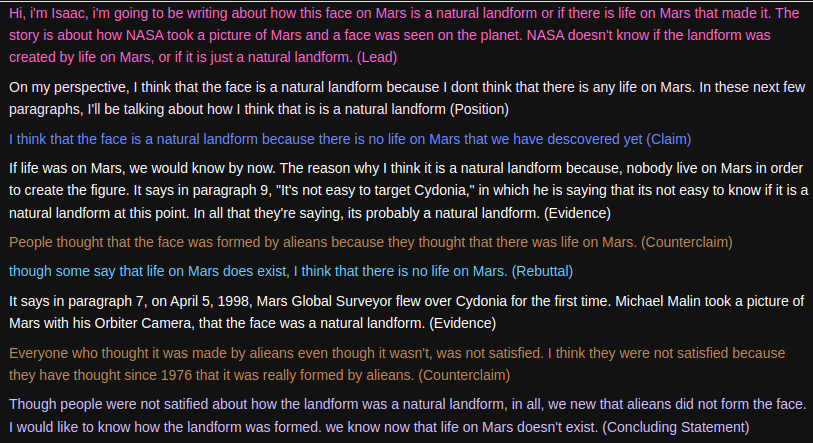 Hi, i'm Isaac, i'm going to be writing about how this face on Mars is a natural landform or if there is life on Mars that made it. The
story is about how NASA took a picture of Mars and a face was seen on the planet. NASA doesn't know if the landform was
created by life on Mars, or if it is just a natural landform. (Lead)
On my perspective, I think that the face is a natural landform because I dont think that there is any life on Mars. In these next few
paragraphs, I'll be talking about how I think that is is a natural landform (Position)
I think that the face is a natural landform because there is no life on Mars that we have descovered yet (Claim)
If life was on Mars, we would know by now. The reason why I think it is a natural landform because, nobody live on Mars in order
to create the figure. It says in paragraph 9, "It's not easy to target Cydonia," in which he is saying that its not easy to know if it is a
natural landform at this point. In all that they're saying, its probably a natural landform. (Evidence)
People thought that the face was formed by alieans because they thought that there was life on Mars. (Counterclaim)
though some say that life on Mars does exist, I think that there is no life on Mars. (Rebuttal)
It says in paragraph 7, on April 5, 1998, Mars Global Surveyor flew over Cydonia for the first time. Michael Malin took a picture of
Mars with his Orbiter Camera, that the face was a natural landform. (Evidence)
Everyone who thought it was made by alieans even though it wasn't, was not satisfied. I think they were not satisfied because
they have thought since 1976 that it was really formed by alieans. (Counterclaim)
Though people were not satified about how the landform was a natural landform, in all, we new that alieans did not form the face.
I would like to know how the landform was formed. we know now that life on Mars doesn't exist. (Concluding Statement)